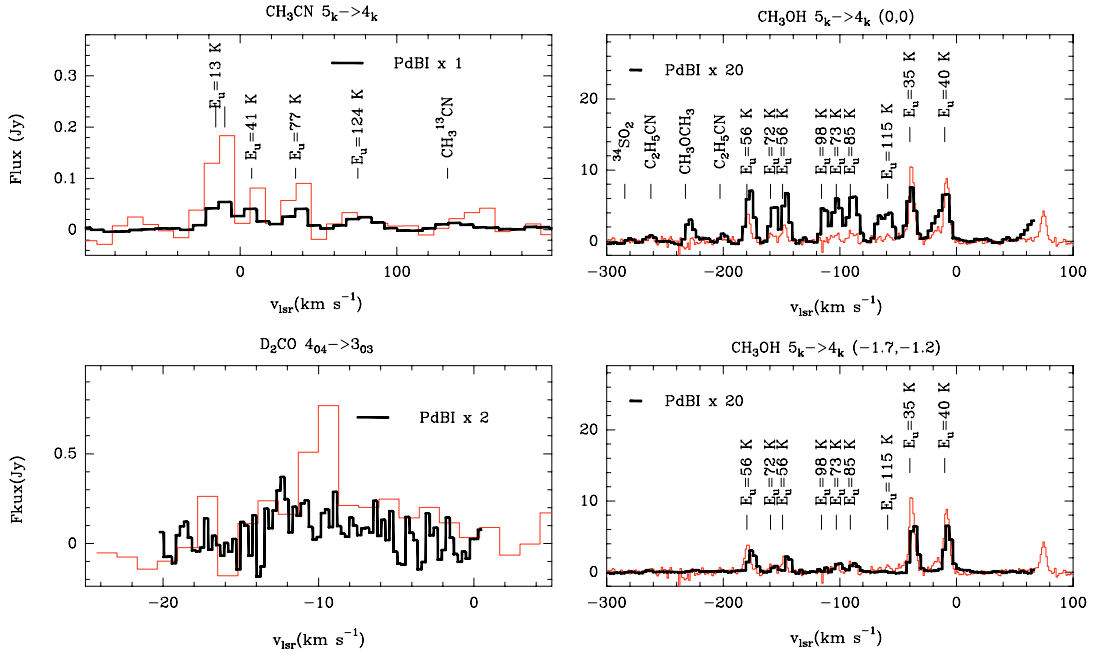 CH₃CN 5ₖ->4ₖ
PdBI x 1
Eᵤ=13 K
Eᵤ=41 K
Eᵤ=77 K
Eᵤ=124 K
CH₃¹³CN
Flux (Jy)
0.3
0.2
0.1
0
0
100
v_lsr(km s⁻¹)
CH₃OH 5ₖ->4ₖ (0,0)
PdBI x 20
³⁴SO₂
C₂H₅CN
CH₃OCH₃
C₂H₅CN
Eᵤ=56 K
Eᵤ=72 K
Eᵤ=56 K
Eᵤ=98 K
Eᵤ=73 K
Eᵤ=85 K
Eᵤ=115 K
Eᵤ=35 K
Eᵤ=40 K
20
10
0
-300
-200
-100
0
100
v_lsr(km s⁻¹)
D₂CO 4₀₄->3₀₃
PdBI x 2
Fkux(Jy)
0.5
0
-20
-10
0
v_lsr(km s⁻¹)
CH₃OH 5ₖ->4ₖ (-1.7,-1.2)
PdBI x 20
Eᵤ=56 K
Eᵤ=72 K
Eᵤ=56 K
Eᵤ=98 K
Eᵤ=73 K
Eᵤ=85 K
Eᵤ=115 K
Eᵤ=35 K
Eᵤ=40 K
20
10
0
-300
-200
-100
0
100
v_lsr(km s⁻¹)